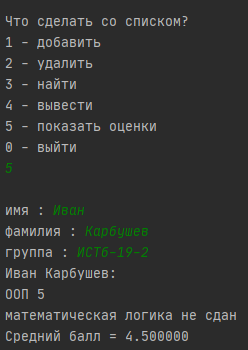 Что сделать со списком?
1 - добавить
2 - удалить
3 - найти
4 - вывести
5 - показать оценки
0 - выйти
5
имя : Иван
фамилия : Карбушев
группа : ИСТб-19-2
Иван Карбушев:
ООП 5
математическая логика не сдан
Средний балл = 4.500000